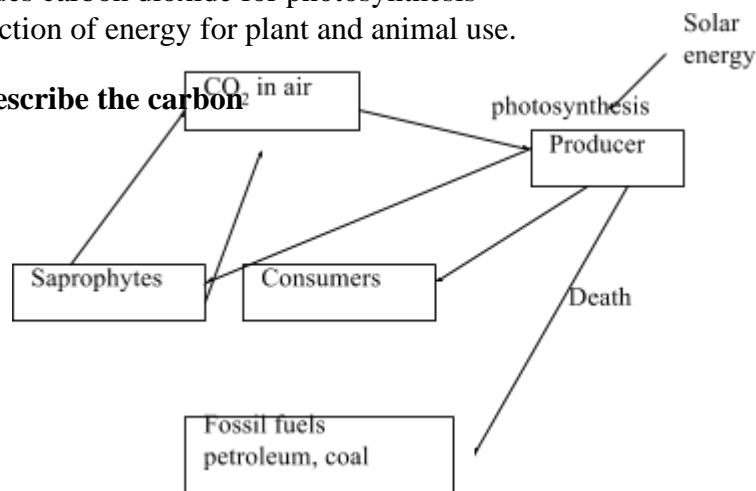 carbon dioxide for photosynthesis
ction of energy for plant and animal use.
Solar
energy
CO₂ in air
escribe the carbon
photosynthesis
Producer
Saprophytes
Consumers
Death
Fossil fuels
petroleum, coal